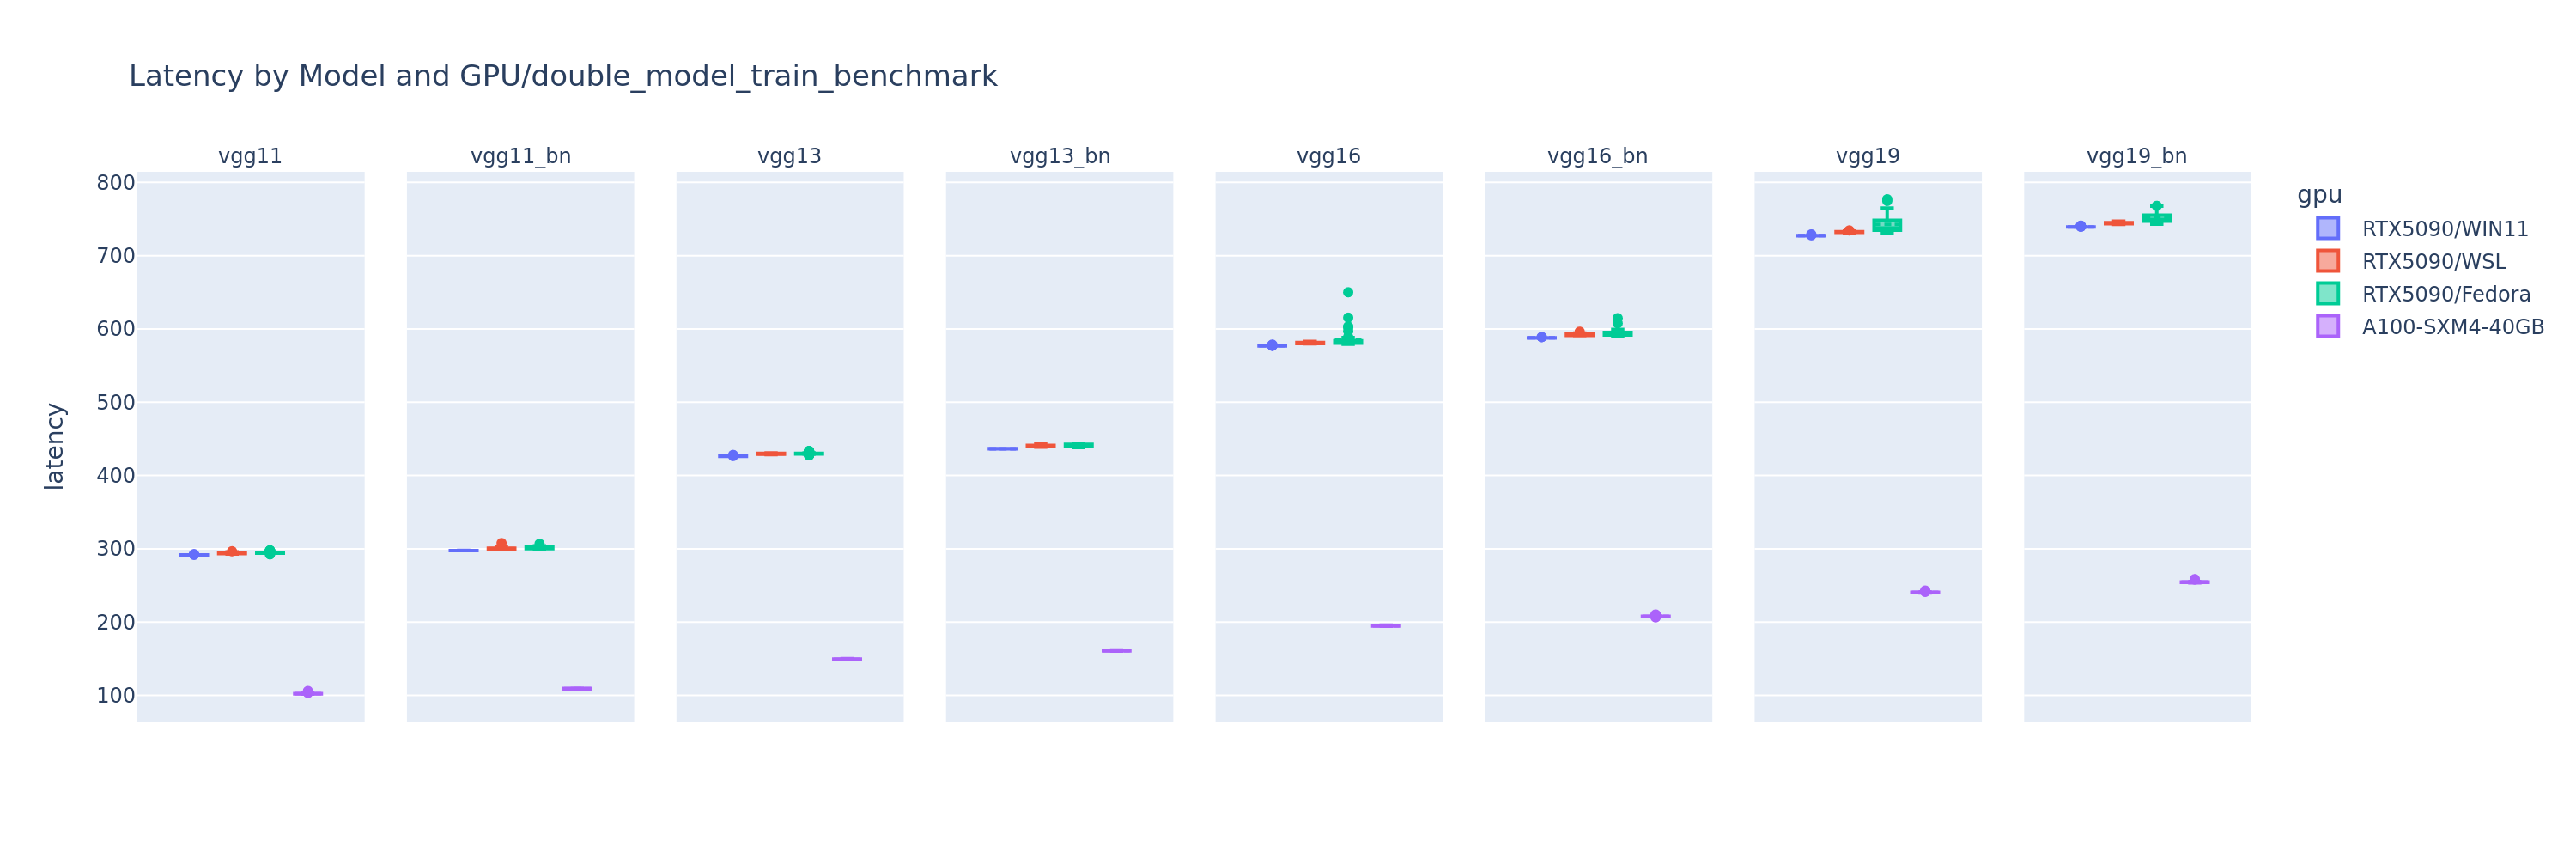 Latency by Model and GPU/double_model_train_benchmark
vgg11
vgg11_bn
vgg13
vgg13_bn
vgg16
vgg16_bn
vgg19
vgg19_bn
800
700
600
500
400
300
200
100
latency
gpu
RTX5090/WIN11
RTX5090/WSL
RTX5090/Fedora
A100-SXM4-40GB